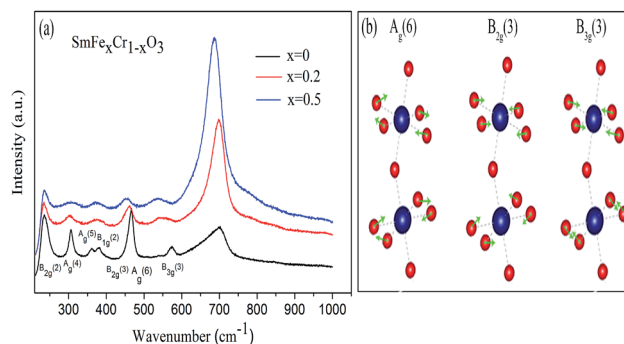 (a)
SmFeₓCr₁₋ₓO₃
x=0
x=0.2
x=0.5
Intensity (a.u.)
B₂g(2)
Ag(4)
Ag(5)
B₁g(2)
B₂g(3)
Ag(6)
B₃g(3)
300 400 500 600 700 800 900 1000
Wavenumber (cm⁻¹)
(b)
Ag(6) B₂g(3) B₃g(3)